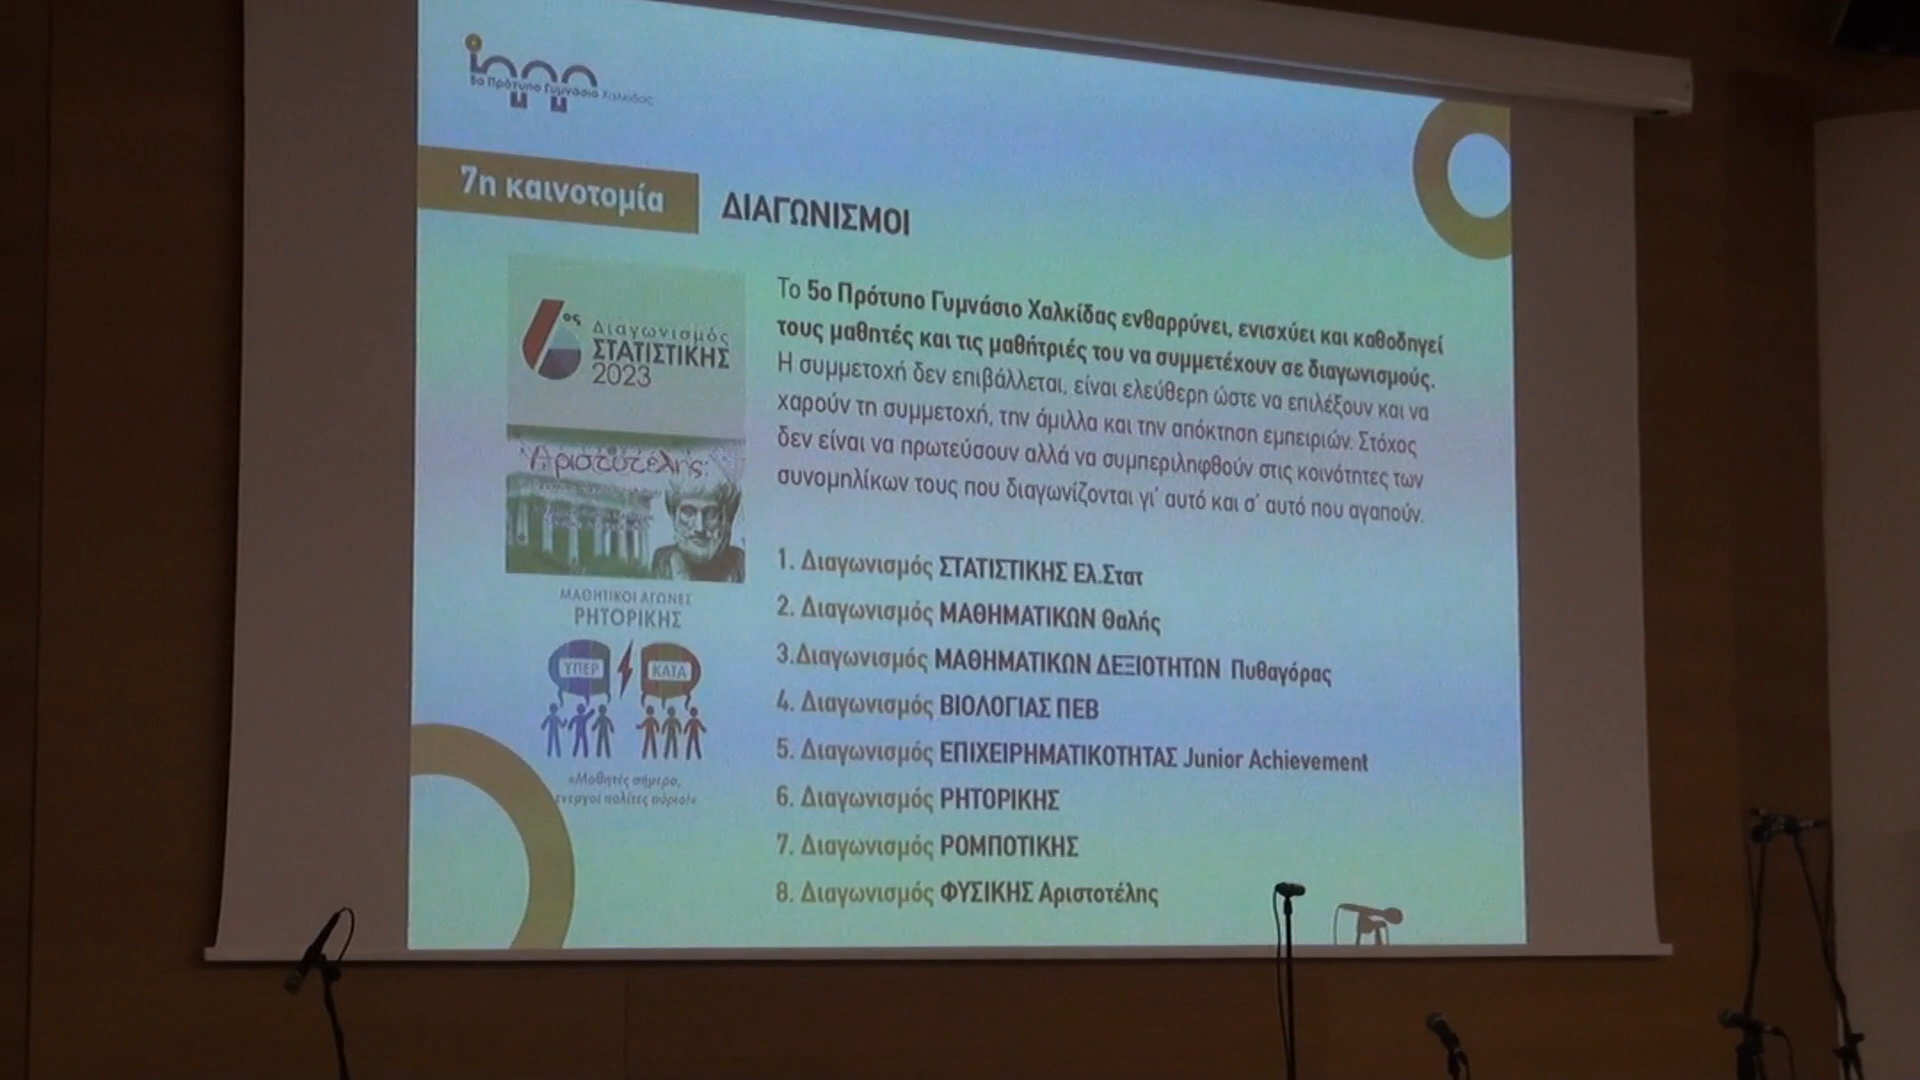 5ο Πρότυπο Γυμνάσιο Χαλκίδας
7η καινοτομία
ΔΙΑΓΩΝΙΣΜΟΙ
6ος Διαγωνισμός
ΣΤΑΤΙΣΤΙΚΗΣ
2023
Αριστοτέλης
ΜΑΘΗΤΙΚΟΙ ΑΓΩΝΕΣ
ΡΗΤΟΡΙΚΗΣ
ΥΠΕΡ
ΚΑΤΑ
«Μαθητές σήμερα,
ενεργοί πολίτες αύριο!»
Το 5ο Πρότυπο Γυμνάσιο Χαλκίδας ενθαρρύνει, ενισχύει και καθοδηγεί
τους μαθητές και τις μαθήτριές του να συμμετέχουν σε διαγωνισμούς.
Η συμμετοχή δεν επιβάλλεται, είναι ελεύθερη ώστε να επιλέξουν και να
χαρούν τη συμμετοχή, την άμιλλα και την απόκτηση εμπειριών. Στόχος
δεν είναι να πρωτεύσουν αλλά να συμπεριληφθούν στις κοινότητες των
συνομηλίκων τους που διαγωνίζονται γι' αυτό και σ' αυτό που αγαπούν.
1. Διαγωνισμός ΣΤΑΤΙΣΤΙΚΗΣ Ελ.Στατ
2. Διαγωνισμός ΜΑΘΗΜΑΤΙΚΩΝ Θαλής
3.Διαγωνισμός ΜΑΘΗΜΑΤΙΚΩΝ ΔΕΞΙΟΤΗΤΩΝ Πυθαγόρας
4. Διαγωνισμός ΒΙΟΛΟΓΙΑΣ ΠΕΒ
5. Διαγωνισμός ΕΠΙΧΕΙΡΗΜΑΤΙΚΟΤΗΤΑΣ Junior Achievement
6. Διαγωνισμός ΡΗΤΟΡΙΚΗΣ
7. Διαγωνισμός ΡΟΜΠΟΤΙΚΗΣ
8. Διαγωνισμός ΦΥΣΙΚΗΣ Αριστοτέλης